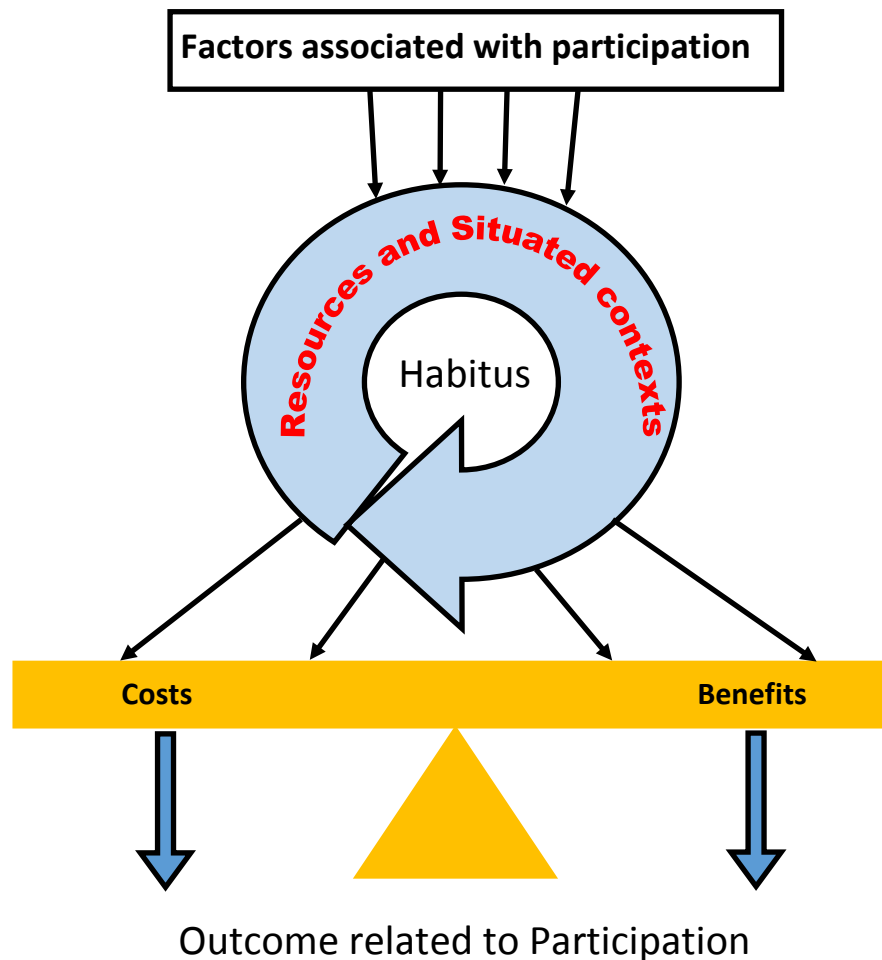 Factors associated with participation
Resources and Situated contexts
Habitus
Costs
Benefits
Outcome related to Participation